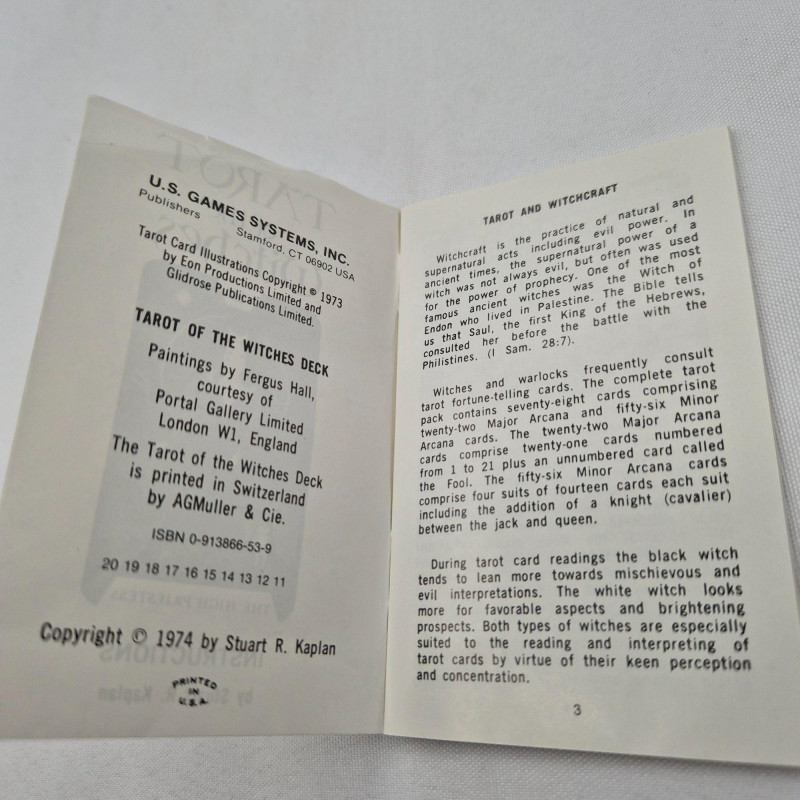 U.S. GAMES SYSTEMS, INC.
Publishers Stamford, CT 06902 USA
Tarot Card Illustrations Copyright © 1973
by Eon Productions Limited and
Glidrose Publications Limited.
TAROT OF THE WITCHES DECK
Paintings by Fergus Hall,
courtesy of
Portal Gallery Limited
London W1, England
The Tarot of the Witches Deck
is printed in Switzerland
by AGMuller & Cie.
ISBN 0-913866-53-9
20 19 18 17 16 15 14 13 12 11
Copyright © 1974 by Stuart R. Kaplan
PRINTED
IN
U.S.A.
TAROT AND WITCHCRAFT
Witchcraft is the practice of natural and
supernatural acts including evil power. In
ancient times, the supernatural power of a
witch was not always evil, but often was used
for the power of prophecy. One of the most
famous ancient witches was the Witch of
Endon who lived in Palestine. The Bible tells
us that Saul, the first King of the Hebrews,
consulted her before the battle with the
Philistines. (I Sam. 28:7).
Witches and warlocks frequently consult
tarot fortune-telling cards. The complete tarot
pack contains seventy-eight cards comprising
twenty-two Major Arcana and fifty-six Minor
Arcana cards. The twenty-two Major Arcana
cards comprise twenty-one cards numbered
from 1 to 21 plus an unnumbered card called
the Fool. The fifty-six Minor Arcana cards
comprise four suits of fourteen cards each suit
including the addition of a knight (cavalier)
between the jack and queen.
During tarot card readings the black witch
tends to lean more towards mischievous and
evil interpretations. The white witch looks
more for favorable aspects and brightening
prospects. Both types of witches are especially
suited to the reading and interpreting of
tarot cards by virtue of their keen perception
and concentration.
3